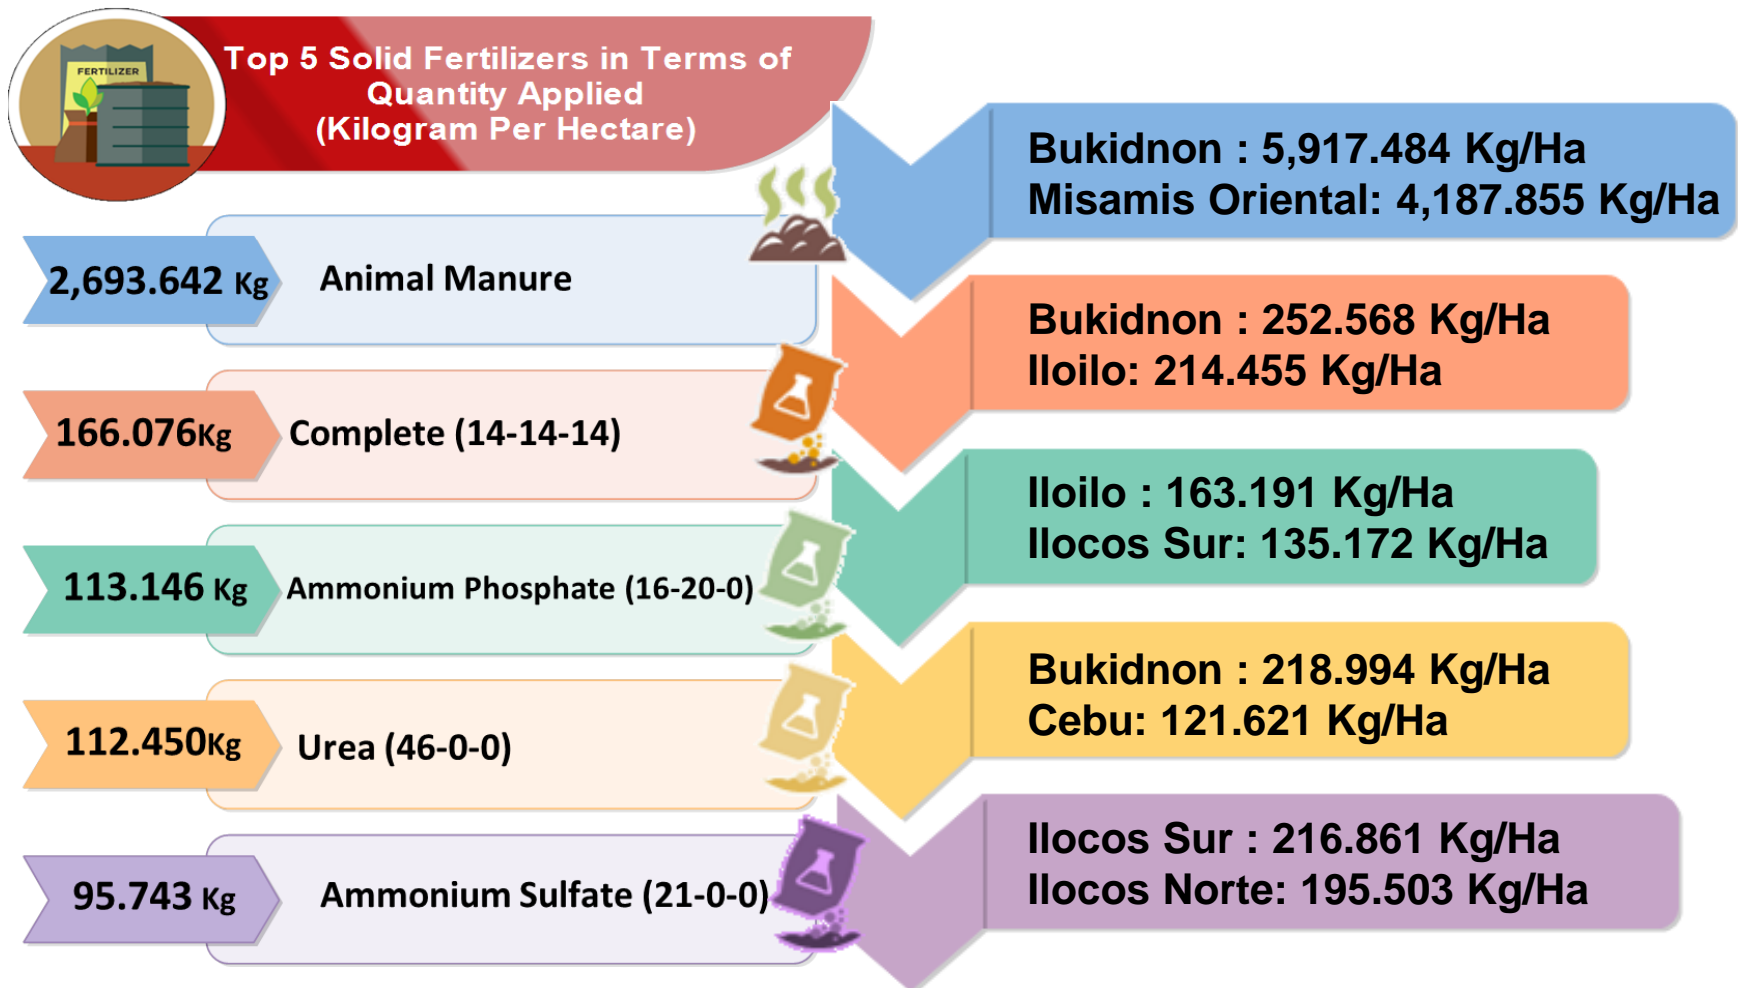 FERTILIZER
Top 5 Solid Fertilizers in Terms of
Quantity Applied
(Kilogram Per Hectare)
2,693.642 Kg
Animal Manure
Bukidnon : 5,917.484 Kg/Ha
Misamis Oriental: 4,187.855 Kg/Ha
166.076Kg
Complete (14-14-14)
Bukidnon : 252.568 Kg/Ha
Iloilo: 214.455 Kg/Ha
113.146 Kg
Ammonium Phosphate (16-20-0)
Iloilo : 163.191 Kg/Ha
Ilocos Sur: 135.172 Kg/Ha
112.450Kg
Urea (46-0-0)
Bukidnon : 218.994 Kg/Ha
Cebu: 121.621 Kg/Ha
95.743 Kg
Ammonium Sulfate (21-0-0)
Ilocos Sur : 216.861 Kg/Ha
Ilocos Norte: 195.503 Kg/Ha